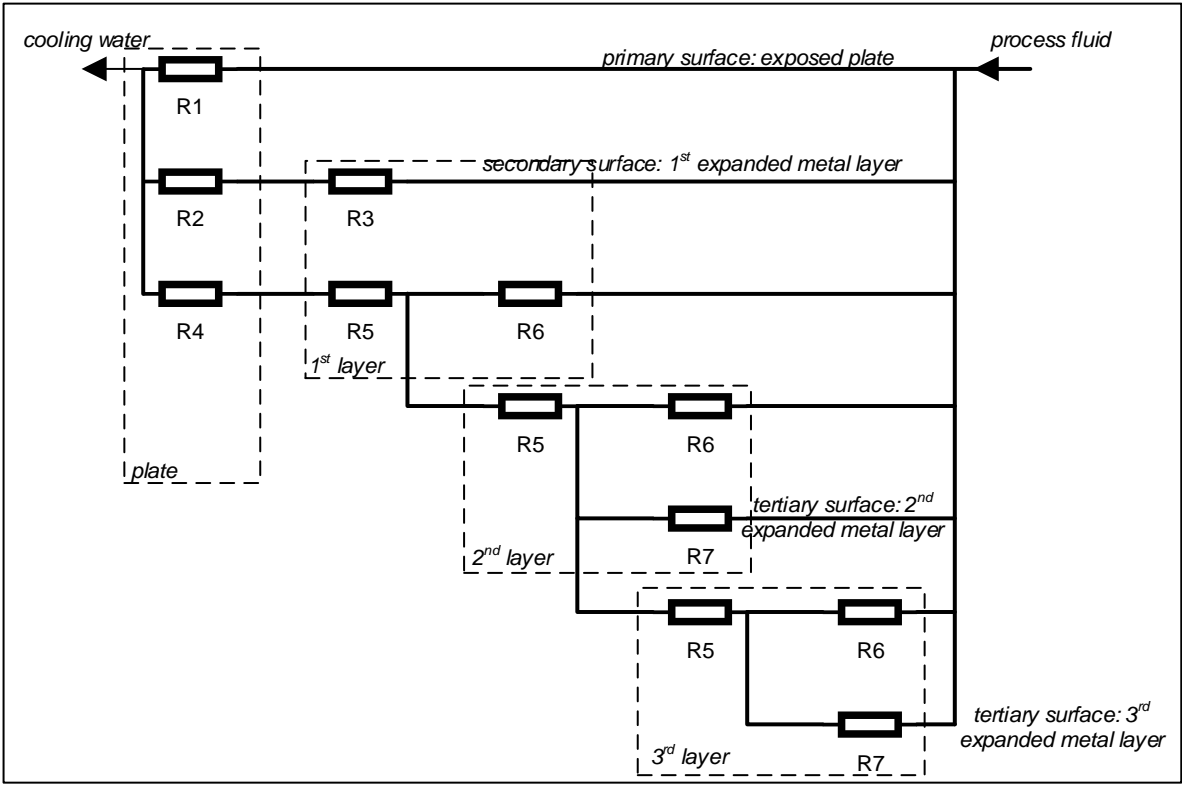 cooling water
process fluid
primary surface: exposed plate
R1
secondary surface: 1st expanded metal layer
R2
R3
R4
R5
R6
1st layer
R5
R6
plate
tertiary surface: 2nd
expanded metal layer
R7
2nd layer
R5
R6
tertiary surface: 3rd
expanded metal layer
3rd layer
R7